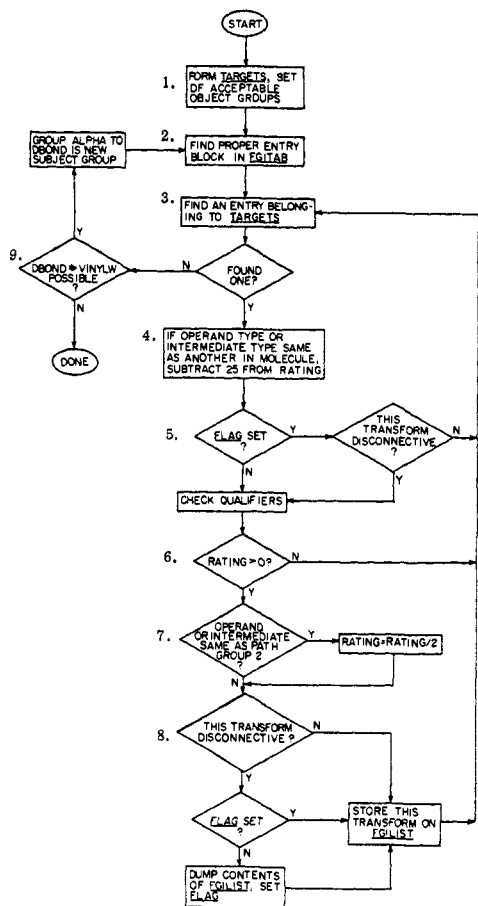 START
1.
FORM TARGETS, SET
OF ACCEPTABLE
OBJECT GROUPS
GROUP ALPHA TO
DBOND IS NEW
SUBJECT GROUP
2.
FIND PROPER ENTRY
BLOCK IN FGITAB
3.
FIND AN ENTRY BELONG-
ING TO TARGETS
Y
9.
DBOND⇒VINYLW
POSSIBLE
?
N
FOUND
ONE?
N
Y
DONE
4.
IF OPERAND TYPE OR
INTERMEDIATE TYPE SAME
AS ANOTHER IN MOLECULE,
SUBTRACT 25 FROM RATING
5.
FLAG SET
?
Y
THIS
TRANSFORM
DISCONNECTIVE
?
N
N
Y
CHECK QUALIFIERS
6.
RATING>0?
N
Y
7.
OPERAND
OR INTERMEDIATE
SAME AS PATH
GROUP 2
?
Y
RATING=RATING/2
N
8.
THIS TRANSFORM
DISCONNECTIVE?
N
Y
FLAG SET
?
Y
STORE THIS
TRANSFORM ON
FGILIST
N
DUMP CONTENTS
OF FGILIST, SET
FLAG